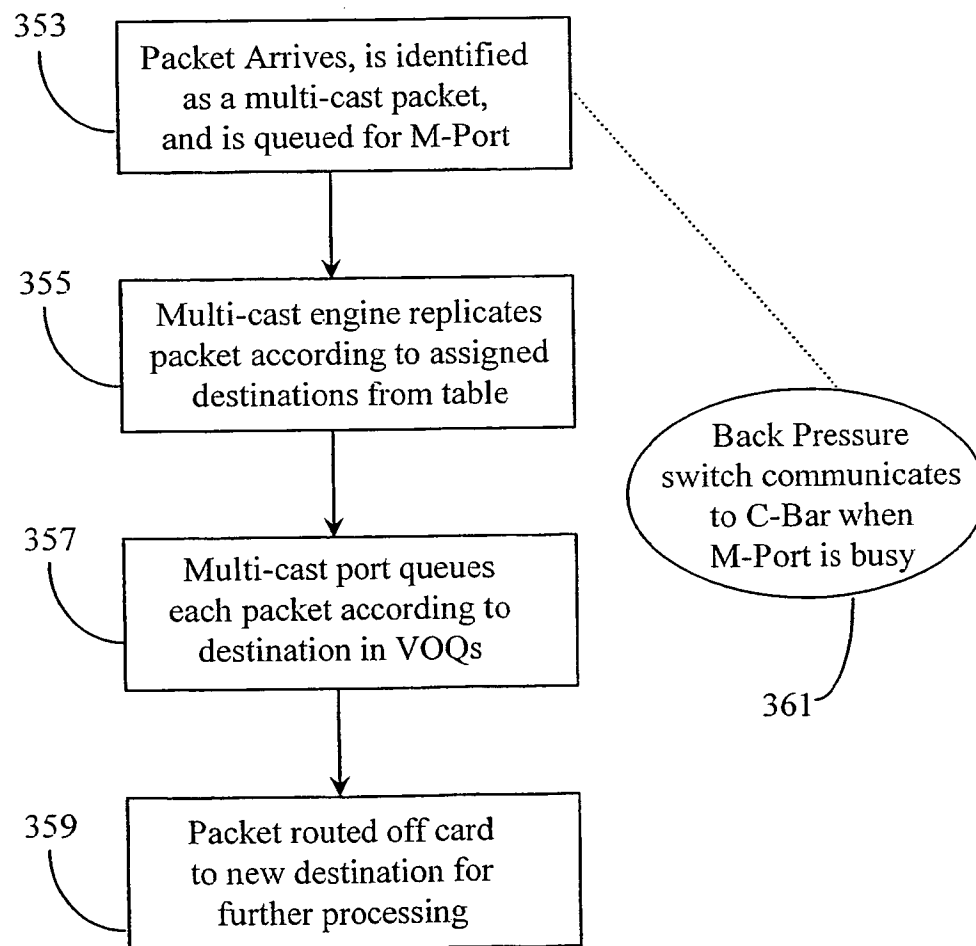 353
Packet Arrives, is identified
as a multi-cast packet,
and is queued for M-Port
355
Multi-cast engine replicates
packet according to assigned
destinations from table
Back Pressure
switch communicates
to C-Bar when
M-Port is busy
361
357
Multi-cast port queues
each packet according to
destination in VOQs
359
Packet routed off card
to new destination for
further processing